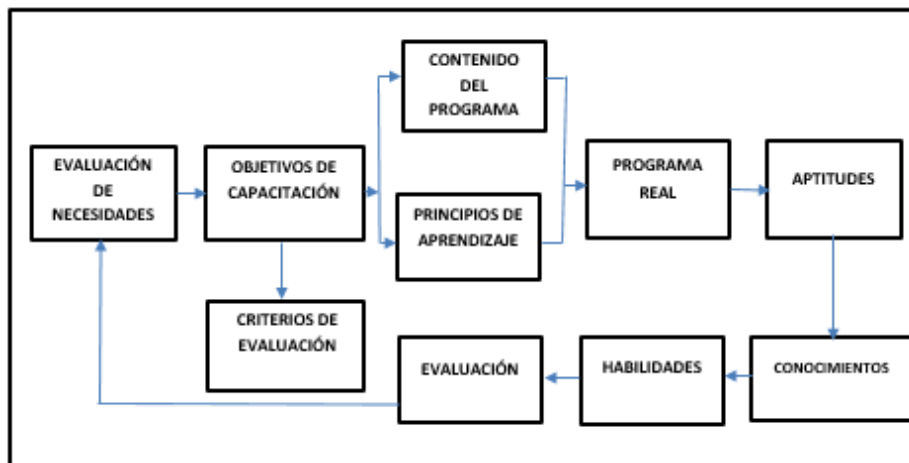 EVALUACIÓN
DE
NECESIDADES
OBJETIVOS DE
CAPACITACIÓN
CONTENIDO
DEL
PROGRAMA
PRINCIPIOS DE
APRENDIZAJE
PROGRAMA
REAL
APTITUDES
CRITERIOS DE
EVALUACIÓN
EVALUACIÓN
HABILIDADES
CONOCIMIENTOS